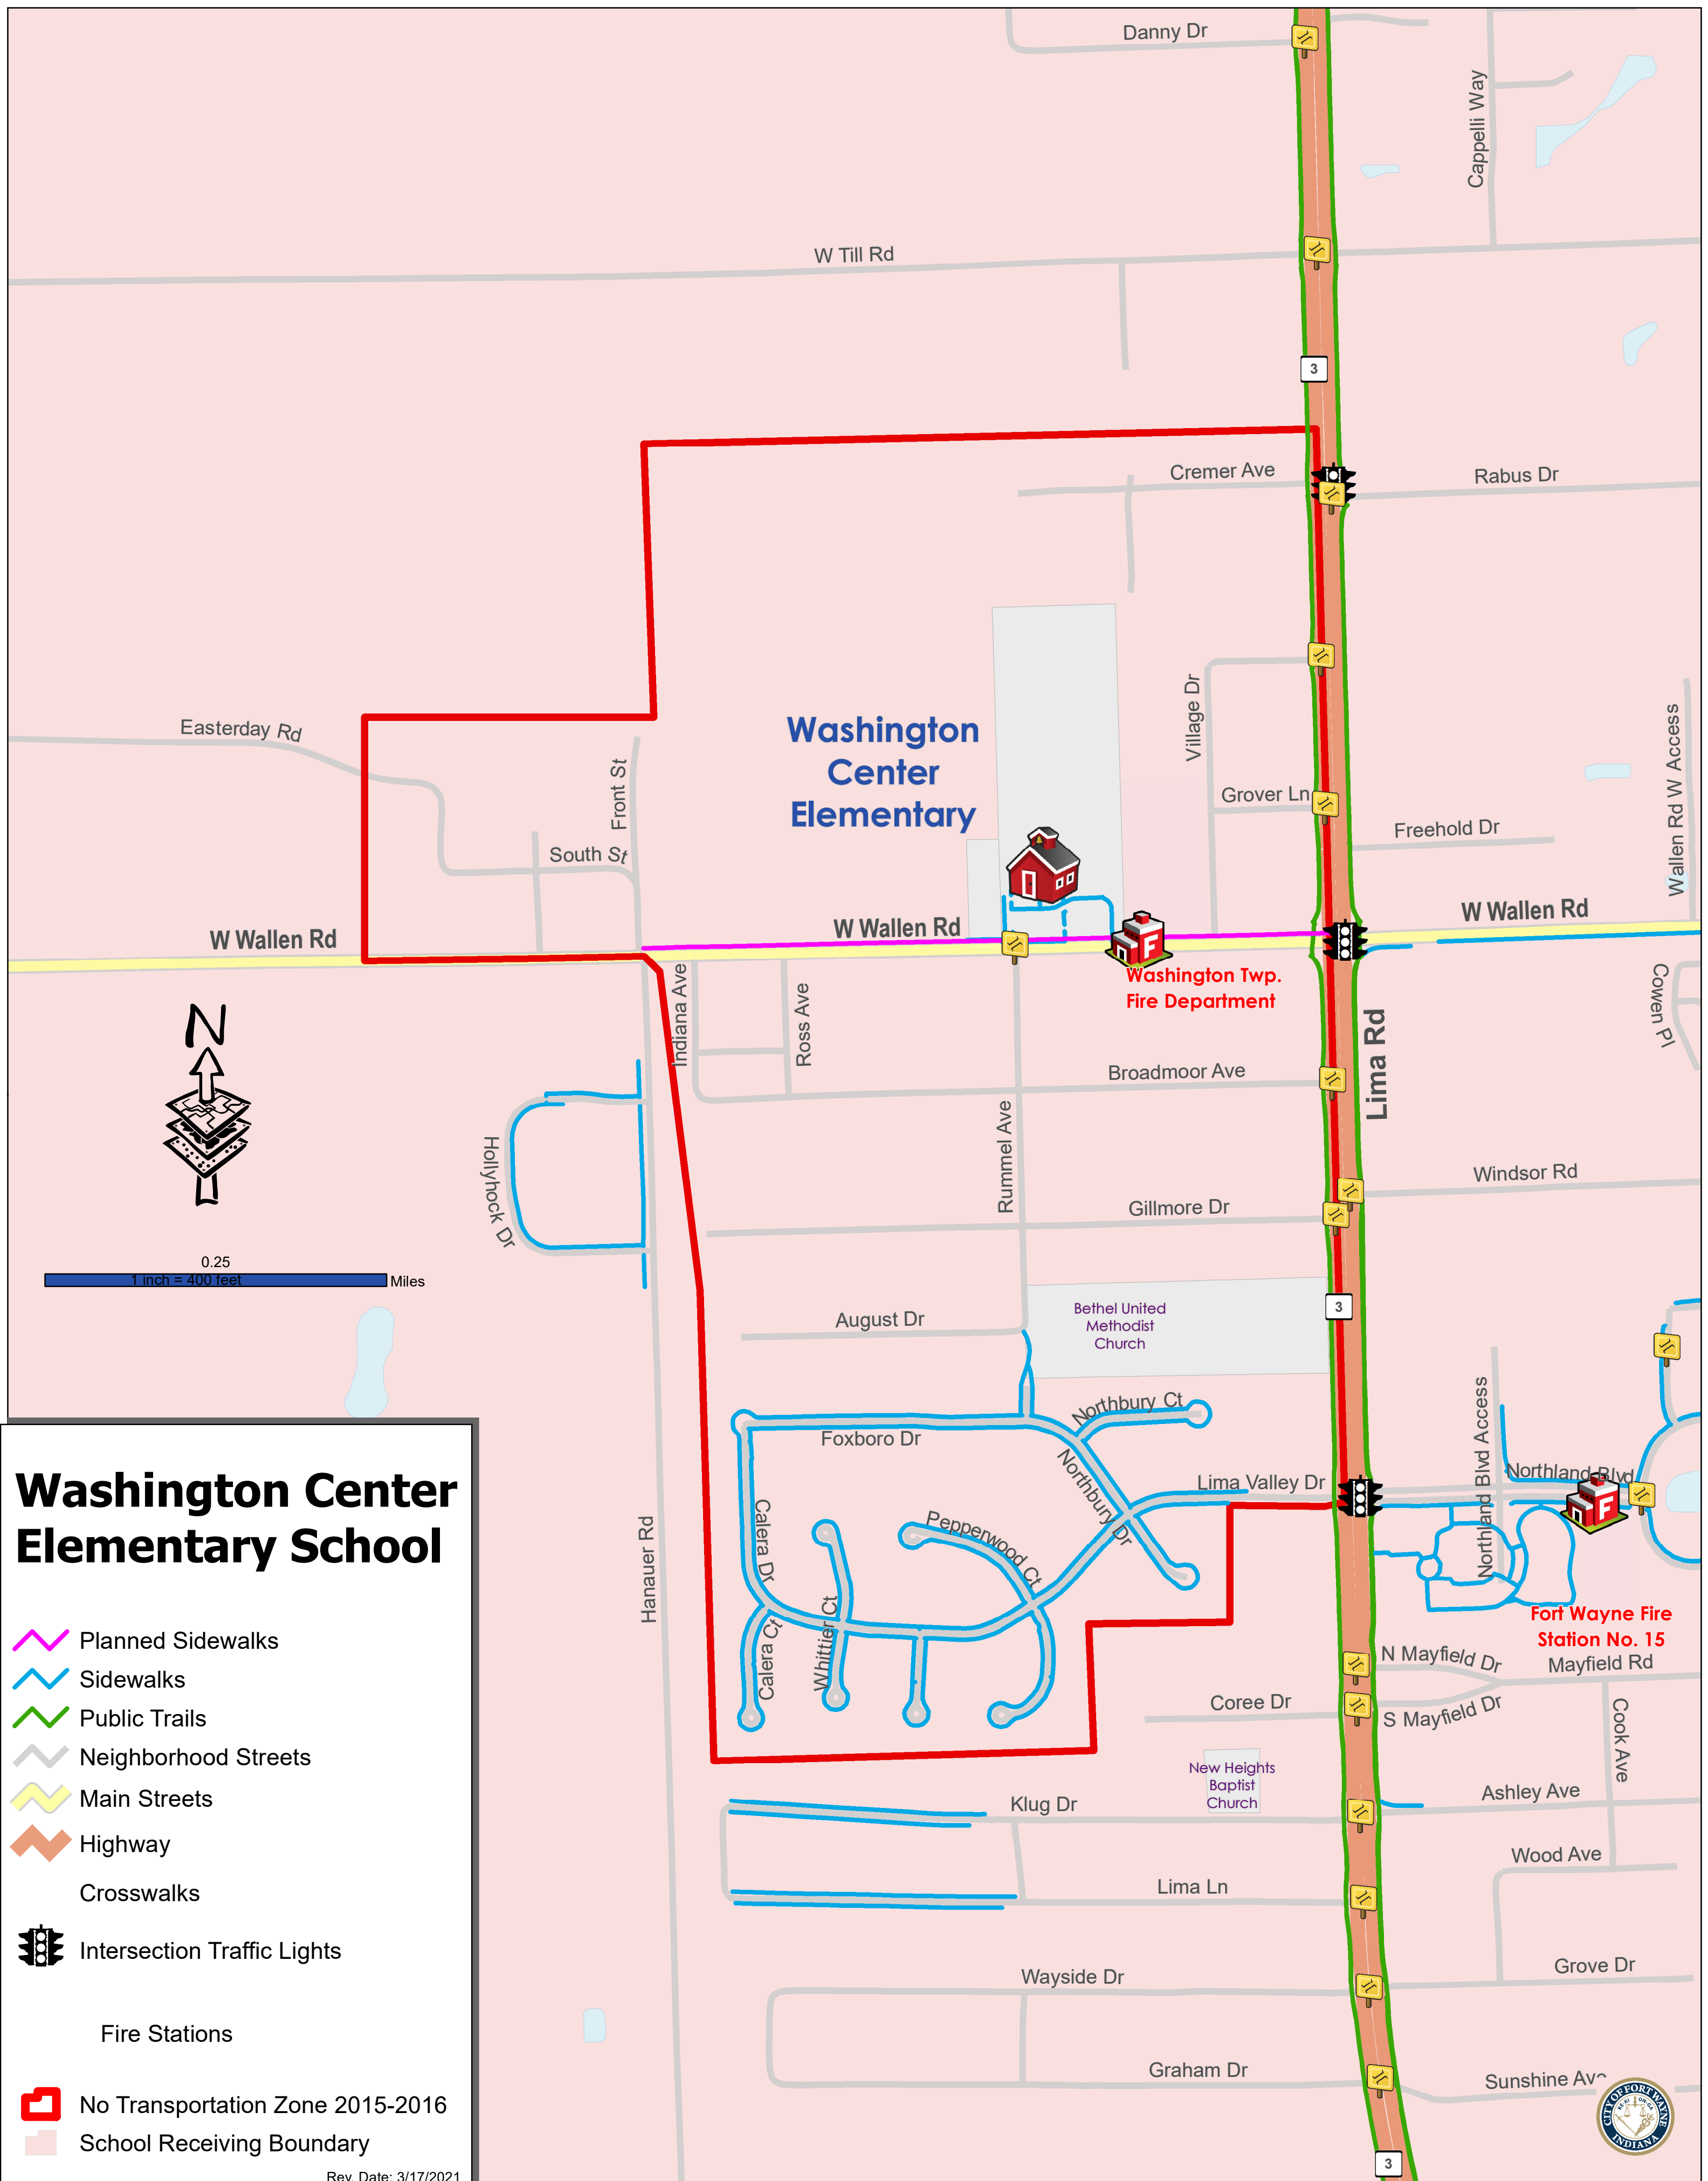 Danny Dr
Cappelli Way
W Till Rd
3
Cremer Ave
Rabus Dr
Easterday Rd
Front St
South St
Washington
Center
Elementary
Village Dr
Grover Ln
Freehold Dr
Wallen Rd W Access
W Wallen Rd
W Wallen Rd
W Wallen Rd
F
Washington Twp.
Fire Department
N
Indiana Ave
Ross Ave
Lima Rd
Cowen Pl
Broadmoor Ave
Rummel Ave
Hollyhock Dr
Windsor Rd
Gillmore Dr
0.25
1 inch = 400 feet
Miles
3
August Dr
Bethel United
Methodist
Church
Northbury Ct
Foxboro Dr
Northbury Dr
Lima Valley Dr
Northland Blvd Access
Northland Blvd
F
Calera Dr
Pepperwood Ct
Hanauer Rd
Calera Ct
Whittier Ct
Fort Wayne Fire
Station No. 15
N Mayfield Dr
Mayfield Rd
Coree Dr
S Mayfield Dr
Cook Ave
New Heights
Baptist
Church
Klug Dr
Ashley Ave
Wood Ave
Lima Ln
Wayside Dr
Grove Dr
Graham Dr
Sunshine Ave
3
Washington Center
Elementary School
Planned Sidewalks
Sidewalks
Public Trails
Neighborhood Streets
Main Streets
Highway
Crosswalks
Intersection Traffic Lights
Fire Stations
No Transportation Zone 2015-2016
School Receiving Boundary
Rev. Date: 3/17/2021
CITY OF FORT WAYNE
INDIANA